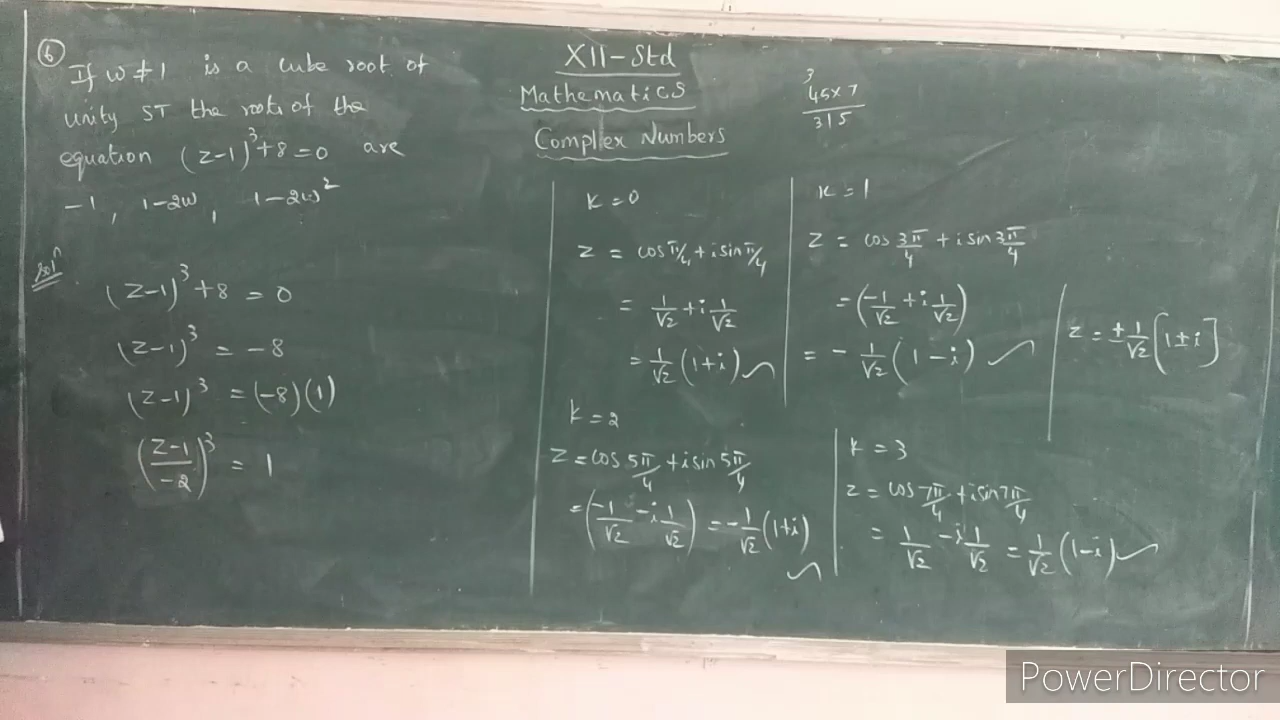 XII-Std
Mathematics
Complex Numbers
3
45×7
315
⑥ If ω ≠ 1 is a cube root of
unity ST the roots of the
equation (z-1)³+8=0 are
-1, 1-2ω, 1-2ω²
Solⁿ
(z-1)³+8 = 0
(z-1)³ = -8
(z-1)³ = (-8)(1)
((z-1)/-2)³ = 1
k=0
z = cos π/4 + i sin π/4
= 1/√2 + i 1/√2
= 1/√2 (1+i)
k=1
z = cos 3π/4 + i sin 3π/4
= (-1/√2 + i 1/√2)
= - 1/√2 (1-i)
z = ± 1/√2 [1±i]
k=2
z = cos 5π/4 + i sin 5π/4
= (-1/√2 - i 1/√2) = -1/√2 (1+i)
k=3
z = cos 7π/4 + i sin 7π/4
= 1/√2 - i 1/√2 = 1/√2 (1-i)
PowerDirector